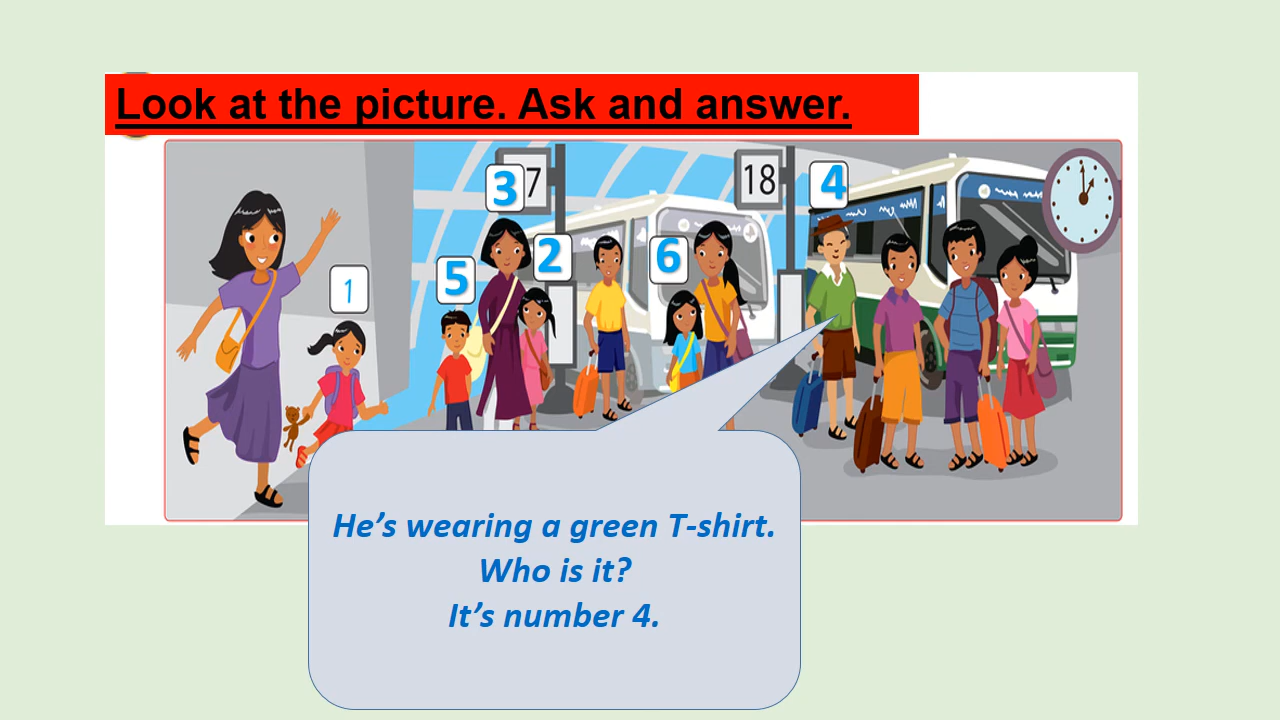 Look at the picture. Ask and answer.
3
7
18
4
5
2
6
1
He's wearing a green T-shirt.
Who is it?
It's number 4.